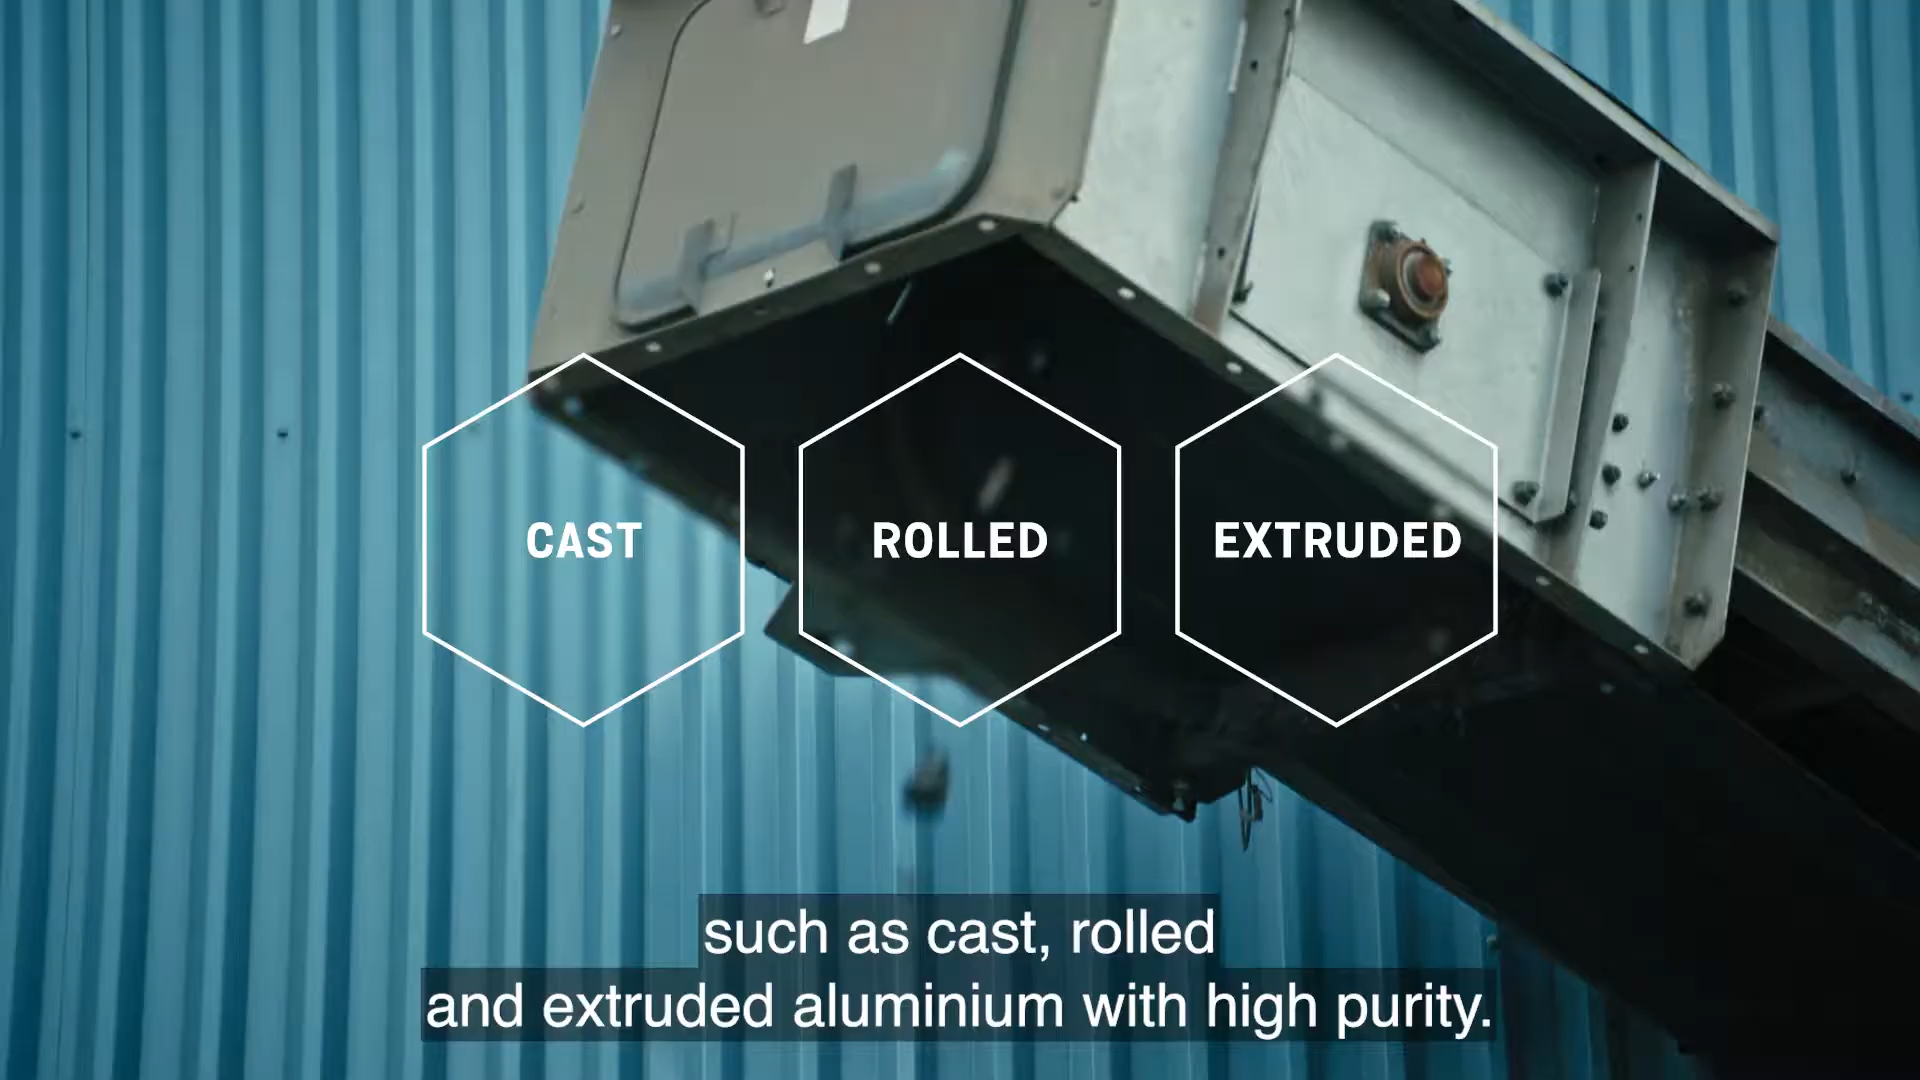 CAST
ROLLED
EXTRUDED
such as cast, rolled
and extruded aluminium with high purity.